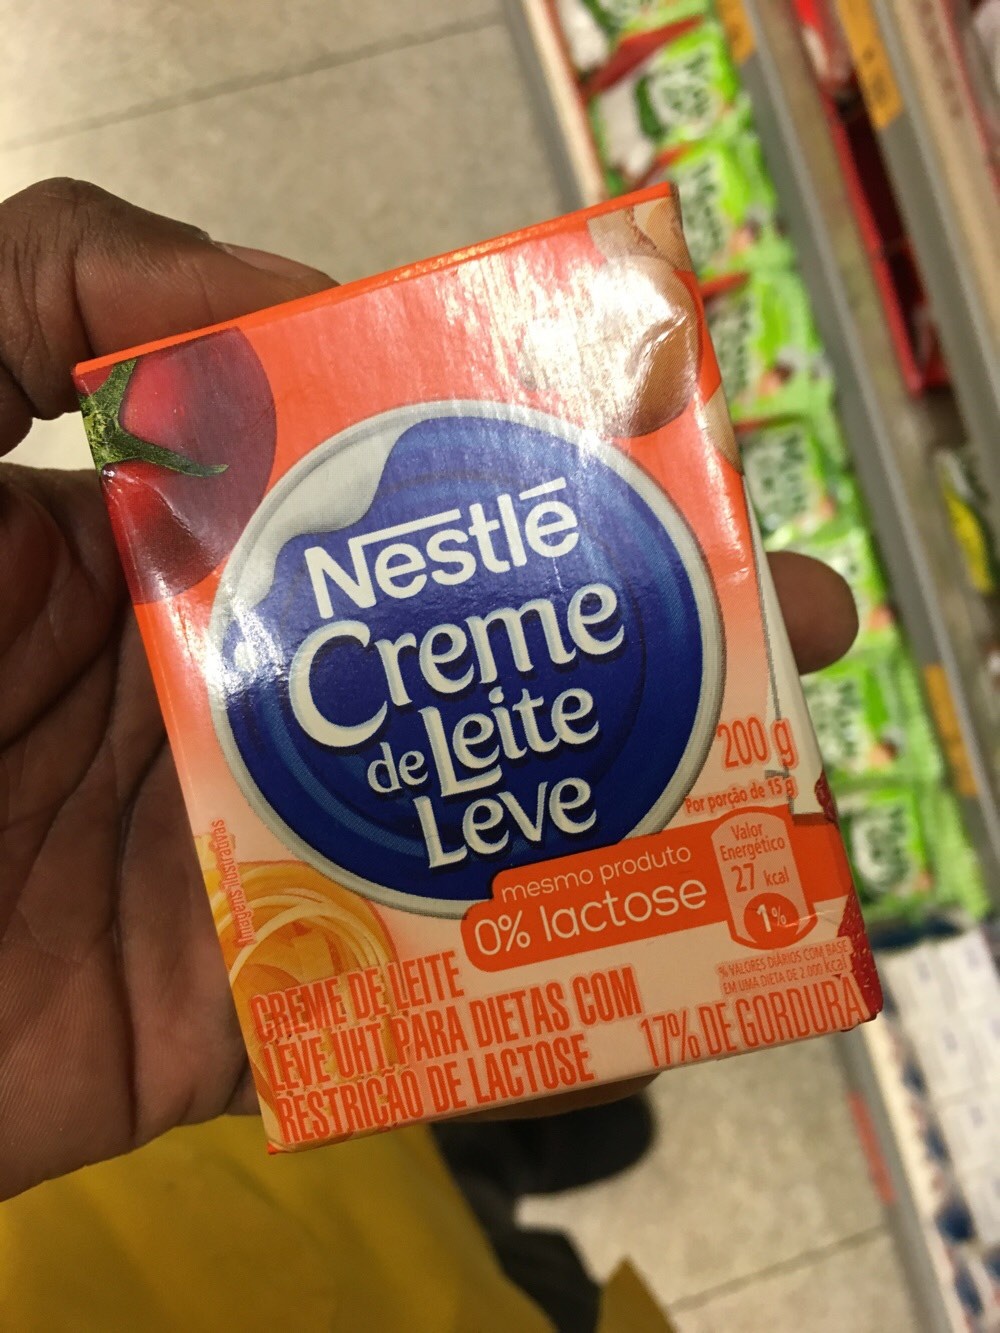 Nestlé
Creme
de Leite
Leve
200 g
Por porção de 15 g
Valor
Energético
27 kcal
1%
mesmo produto
0% lactose
% VALORES DIÁRIOS COM BASE
EM UMA DIETA DE 2.000 kcal
Imagens ilustrativas
CREME DE LEITE
LEVE UHT PARA DIETAS COM
RESTRIÇÃO DE LACTOSE
17% DE GORDURA